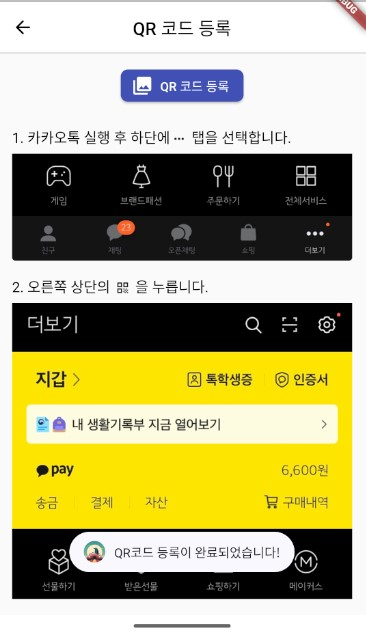 QR 코드 등록
BUG
QR 코드 등록
1. 카카오톡 실행 후 하단에 ··· 탭을 선택합니다.
게임 브랜드패션 주문하기 전체서비스
23
친구 채팅 오픈채팅 쇼핑 더보기
2. 오른쪽 상단의 을 누릅니다.
더보기
지갑 > 톡학생증 인증서
내 생활기록부 지금 열어보기 >
pay 6,600원
송금 결제 자산 구매내역
QR코드 등록이 완료되었습니다!
선물하기 받은선물 쇼핑하기 메이커스